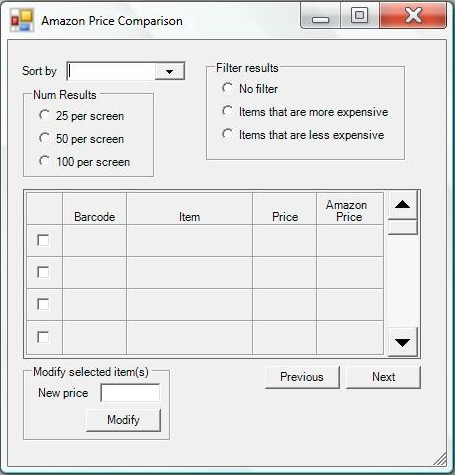 Amazon Price Comparison
Sort by
Filter results
No filter
Items that are more expensive
Items that are less expensive
Num Results
25 per screen
50 per screen
100 per screen
Barcode Item Price Amazon Price
Modify selected item(s)
New price
Modify
Previous Next